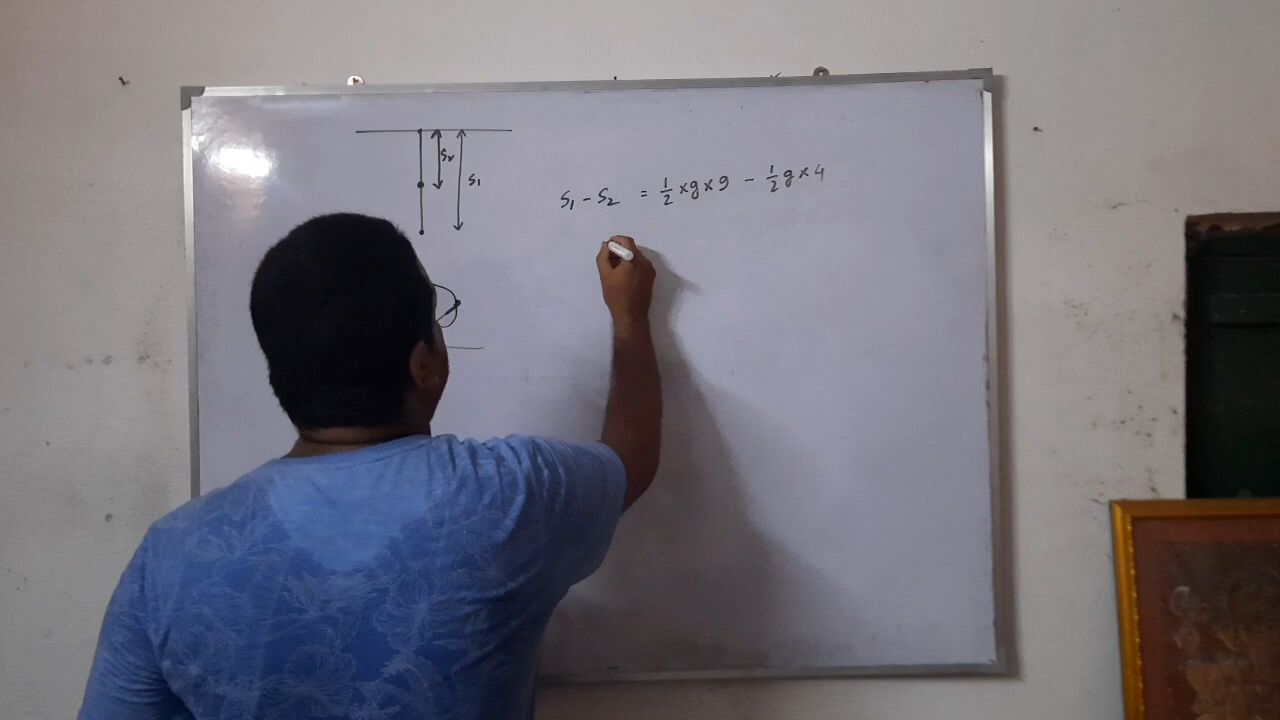 S₂
S₁
S₁ - S₂ = 1/2 × g × 9 - 1/2 g × 4